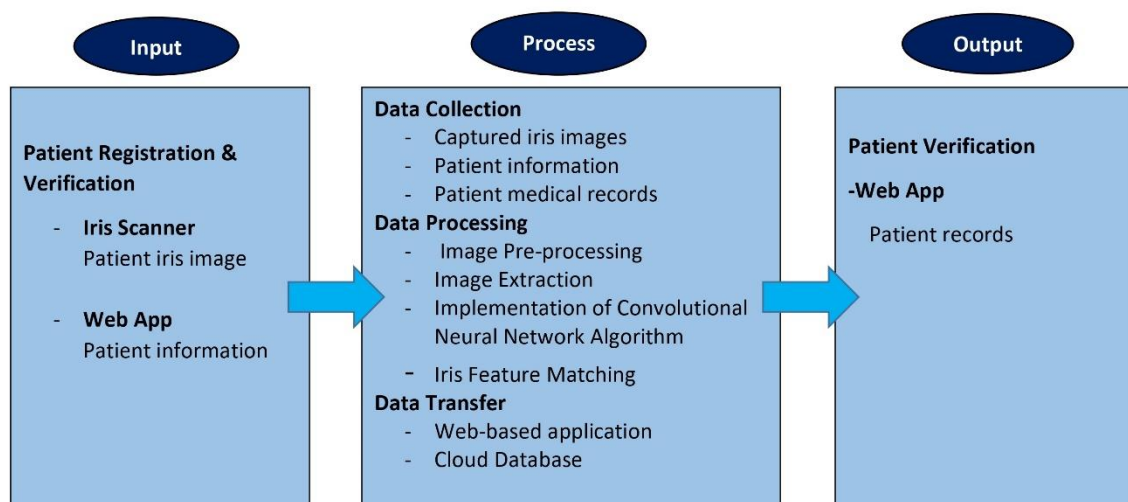 Input
Patient Registration &
Verification
- Iris Scanner
Patient iris image
- Web App
Patient information
Process
Data Collection
- Captured iris images
- Patient information
- Patient medical records
Data Processing
- Image Pre-processing
- Image Extraction
- Implementation of Convolutional
Neural Network Algorithm
- Iris Feature Matching
Data Transfer
- Web-based application
- Cloud Database
Output
Patient Verification
-Web App
Patient records